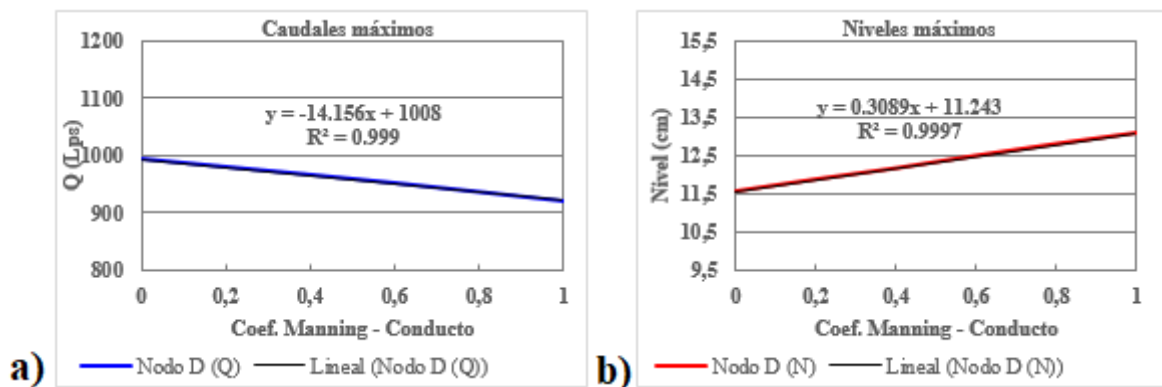 Caudales máximos
1200
1100
1000
900
800
Q (Lps)
y = -14.156x + 1008
R² = 0.999
0 0,2 0,4 0,6 0,8 1
Coef. Manning - Conducto
Nodo D (Q) Lineal (Nodo D (Q))
a)
Niveles máximos
15,5
14,5
13,5
12,5
11,5
10,5
9,5
Nivel (cm)
y = 0.3089x + 11.243
R² = 0.9997
0 0,2 0,4 0,6 0,8 1
Coef. Manning - Conducto
Nodo D (N) Lineal (Nodo D (N))
b)